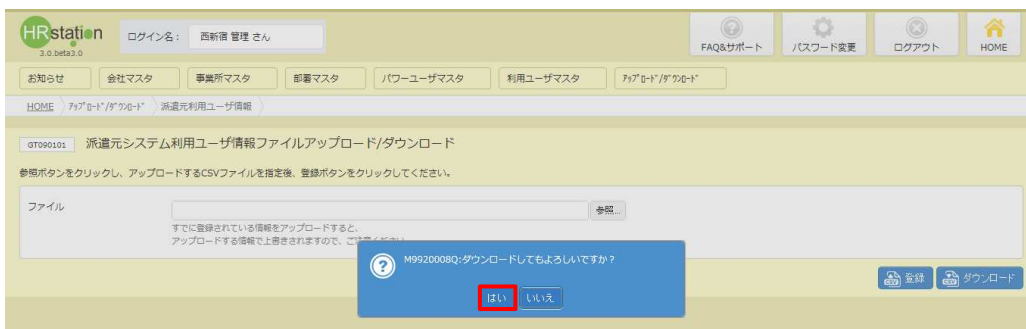 HRstation
3.0.beta3.0
ログイン名： 西新宿 管理 さん
FAQ&サポート
パスワード変更
ログアウト
HOME
お知らせ 会社マスタ 事業所マスタ 部署マスタ パワーユーザマスタ 利用ユーザマスタ ｱｯﾌﾟﾛｰﾄﾞ/ﾀﾞｳﾝﾛｰﾄﾞ
HOME ｱｯﾌﾟﾛｰﾄﾞ/ﾀﾞｳﾝﾛｰﾄﾞ 派遣元利用ユーザ情報
GT090101 派遣元システム利用ユーザ情報ファイルアップロード/ダウンロード
参照ボタンをクリックし、アップロードするCSVファイルを指定後、登録ボタンをクリックしてください。
ファイル 参照...
すでに登録されている情報をアップロードすると、
アップロードする情報で上書きされますので、ご注意ください
M9920008Q:ダウンロードしてもよろしいですか？
はい いいえ
CSV 登録 CSV ダウンロード